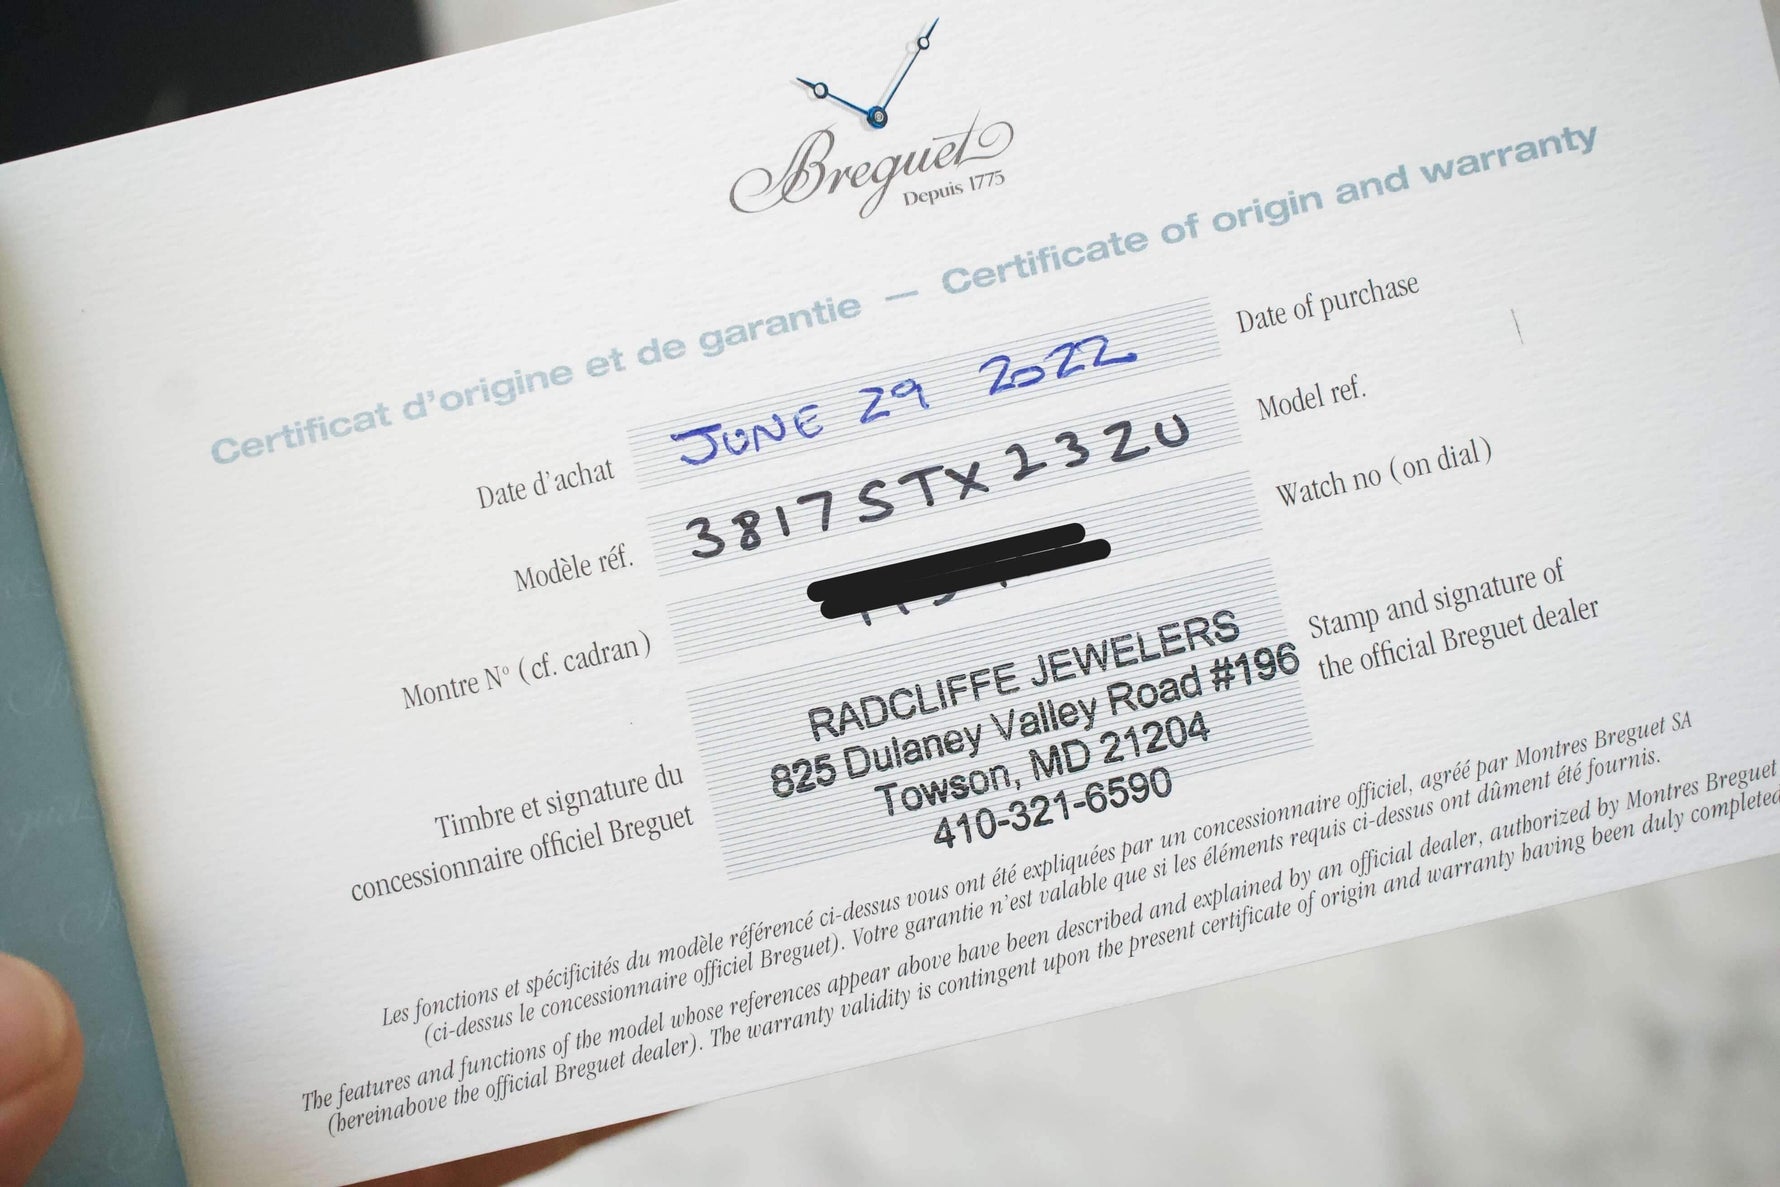 Breguet
Depuis 1775
Certificat d'origine et de garantie — Certificate of origin and warranty
Date d'achat JUNE 29 2022 Date of purchase
Modèle réf. 3817STX23ZU Model ref.
Montre No (cf. cadran) Watch no (on dial)
Timbre et signature du
concessionnaire officiel Breguet
RADCLIFFE JEWELERS
825 Dulaney Valley Road #196
Towson, MD 21204
410-321-6590
Stamp and signature of
the official Breguet dealer
Les fonctions et spécificités du modèle référencé ci-dessus vous ont été expliquées par un concessionnaire officiel, agréé par Montres Breguet SA
(ci-dessus le concessionnaire officiel Breguet). Votre garantie n'est valable que si les éléments requis ci-dessus ont dûment été fournis.
The features and functions of the model whose references appear above have been described and explained by an official dealer, authorized by Montres Breguet
(hereinabove the official Breguet dealer). The warranty validity is contingent upon the present certificate of origin and warranty having been duly completed